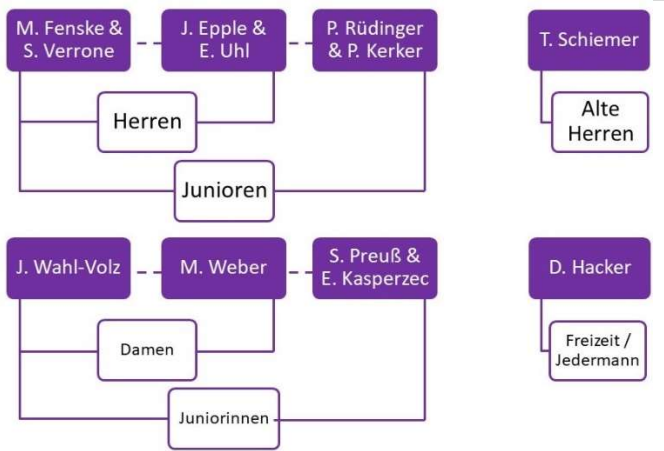 M. Fenske &
S. Verrone
J. Epple &
E. Uhl
P. Rüdinger
& P. Kerker
T. Schiemer
Herren
Alte
Herren
Junioren
J. Wahl-Volz
M. Weber
S. Preuß &
E. Kasperzec
D. Hacker
Damen
Freizeit /
Jedermann
Juniorinnen